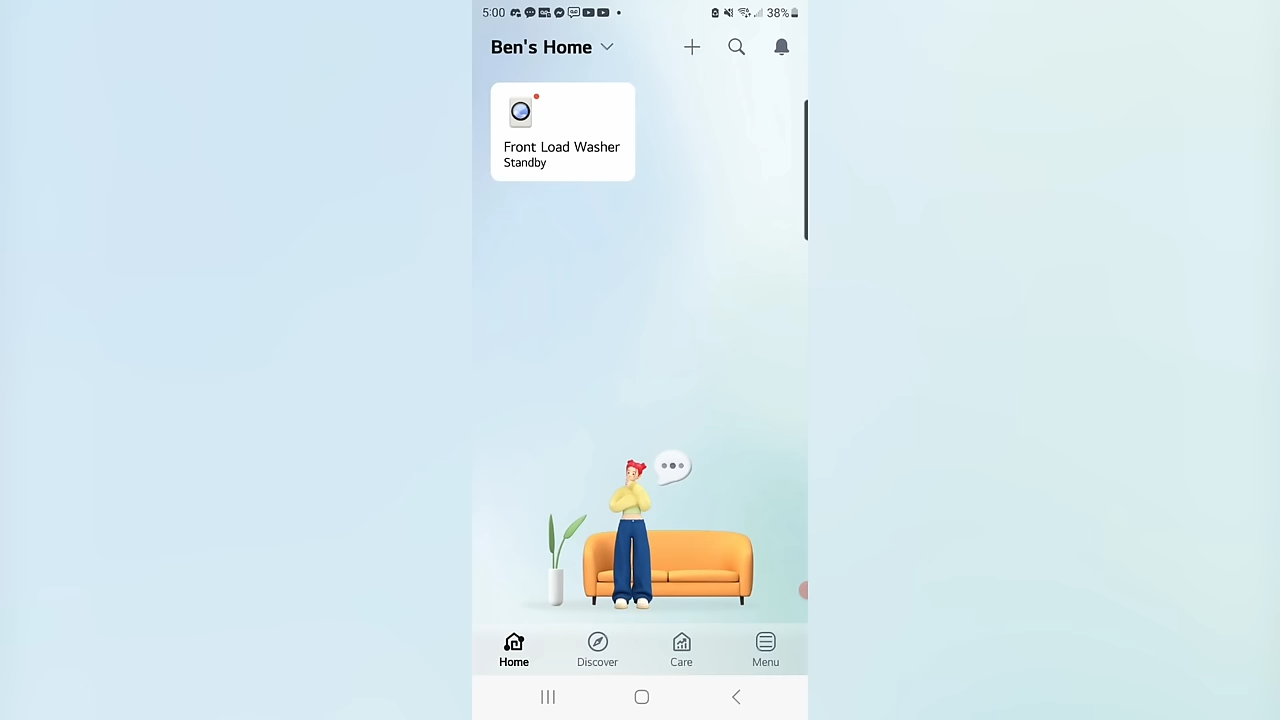 5:00
38%
Ben's Home
Front Load Washer
Standby
Home
Discover
Care
Menu